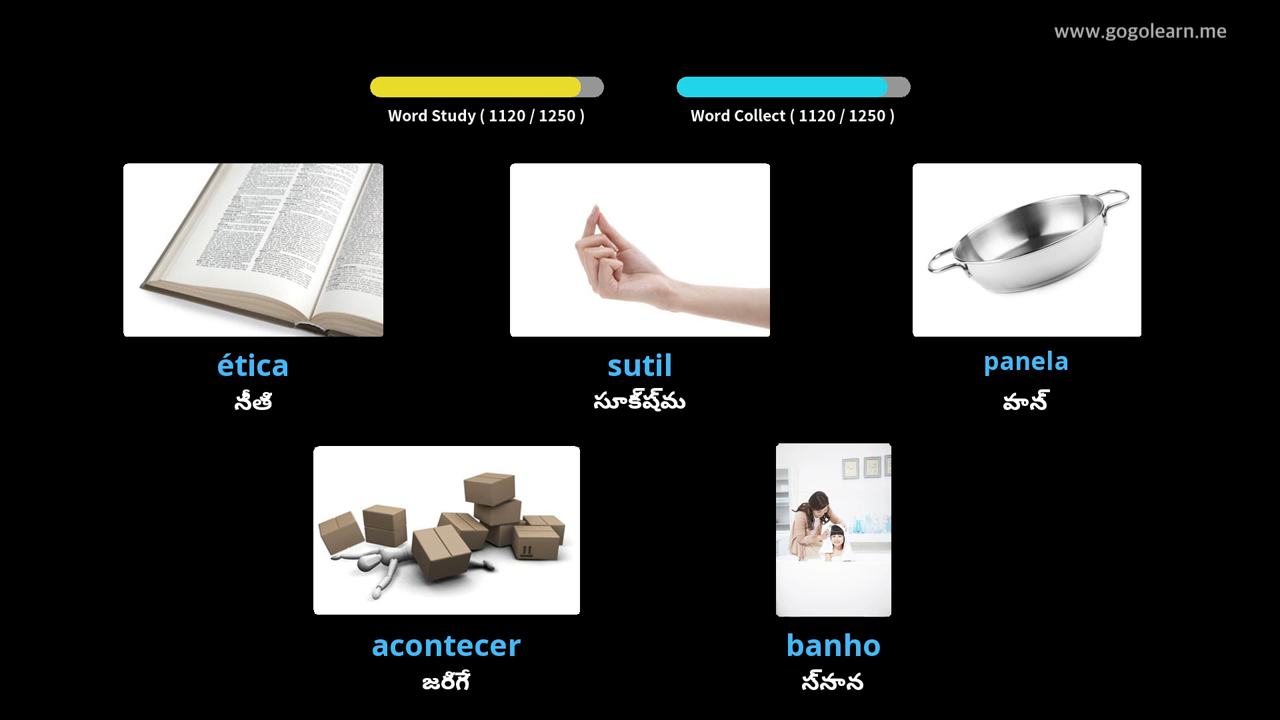 www.gogolearn.me
Word Study ( 1120 / 1250 )
Word Collect ( 1120 / 1250 )
ética
sutil
panela
నీతి
సూక్ష్మ
పాన్
acontecer
banho
జరిగే
స్నాన